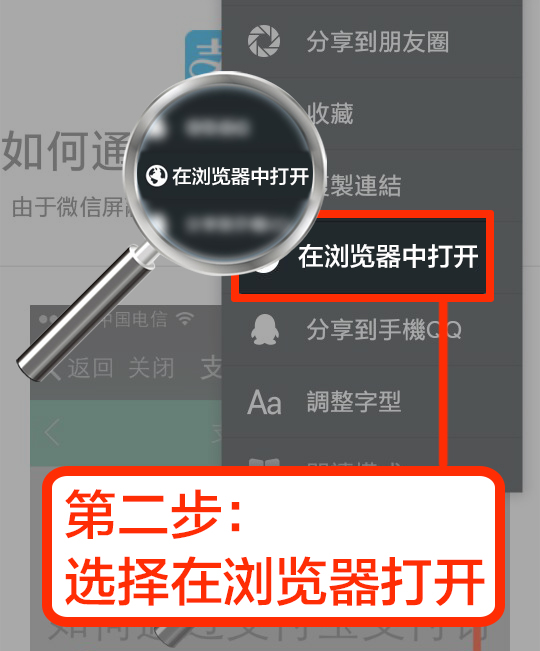 分享到朋友圈
收藏
如何通
製連結
在浏览器中打开
由于微信屏
在浏览器中打开
中国电信
分享到手機QQ
返回 关闭 支
調整字型
第二步：
选择在浏览器打开